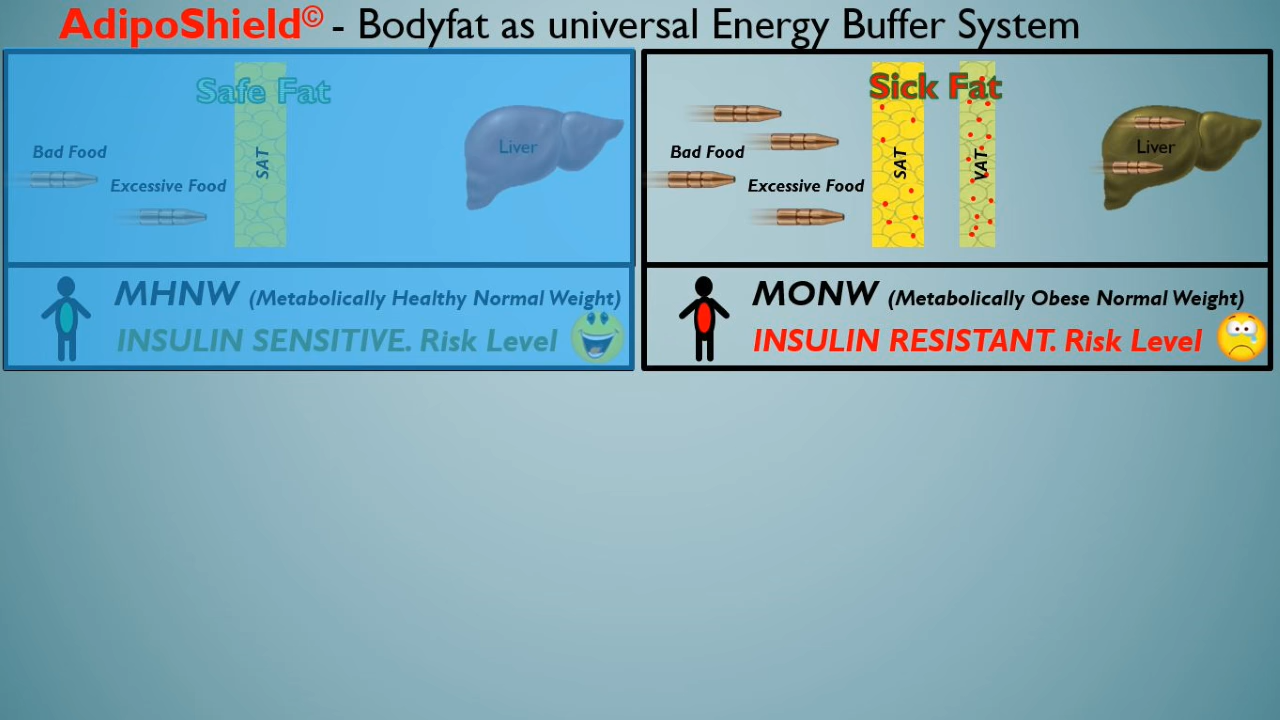 AdipoShield© - Bodyfat as universal Energy Buffer System
Safe Fat
Bad Food
Excessive Food
SAT
Liver
MHNW (Metabolically Healthy Normal Weight)
INSULIN SENSITIVE. Risk Level
Sick Fat
Bad Food
Excessive Food
SAT
VAT
Liver
MONW (Metabolically Obese Normal Weight)
INSULIN RESISTANT. Risk Level